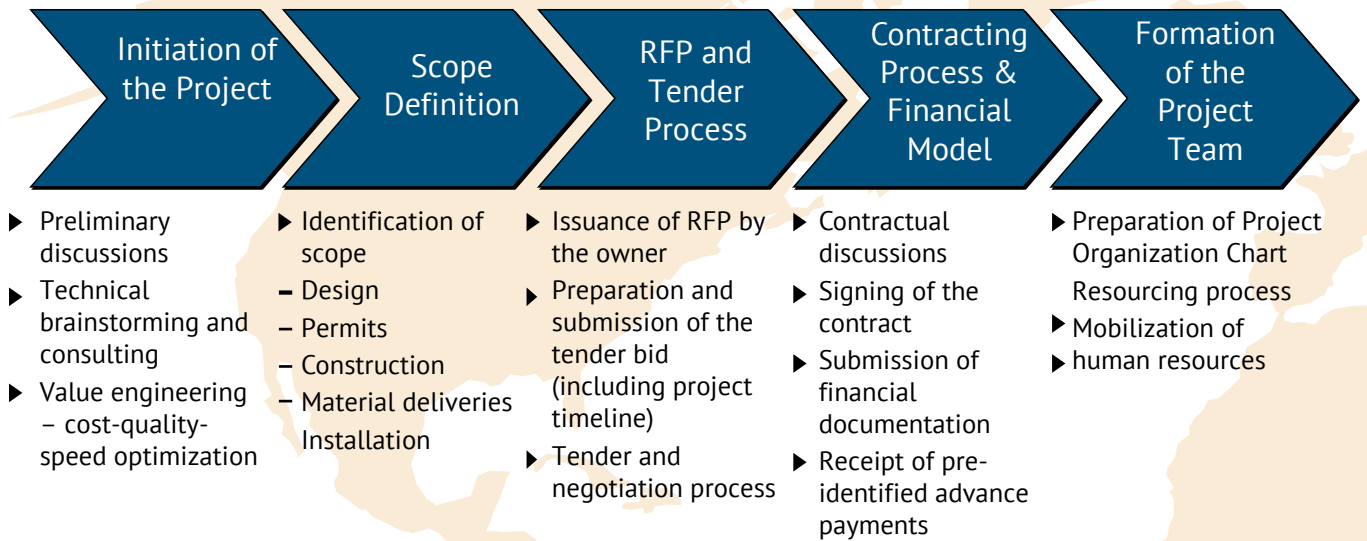 Initiation of
the Project
Scope
Definition
RFP and
Tender
Process
Contracting
Process &
Financial
Model
Formation
of the
Project
Team
▶ Preliminary
discussions
▶ Technical
brainstorming and
consulting
▶ Value engineering
– cost-quality-
speed optimization
▶ Identification of
scope
– Design
– Permits
– Construction
– Material deliveries
Installation
▶ Issuance of RFP by
the owner
▶ Preparation and
submission of the
tender bid
(including project
timeline)
▶ Tender and
negotiation process
▶ Contractual
discussions
▶ Signing of the
contract
▶ Submission of
financial
documentation
▶ Receipt of pre-
identified advance
payments
▶ Preparation of Project
Organization Chart
Resourcing process
▶ Mobilization of
▶ human resources